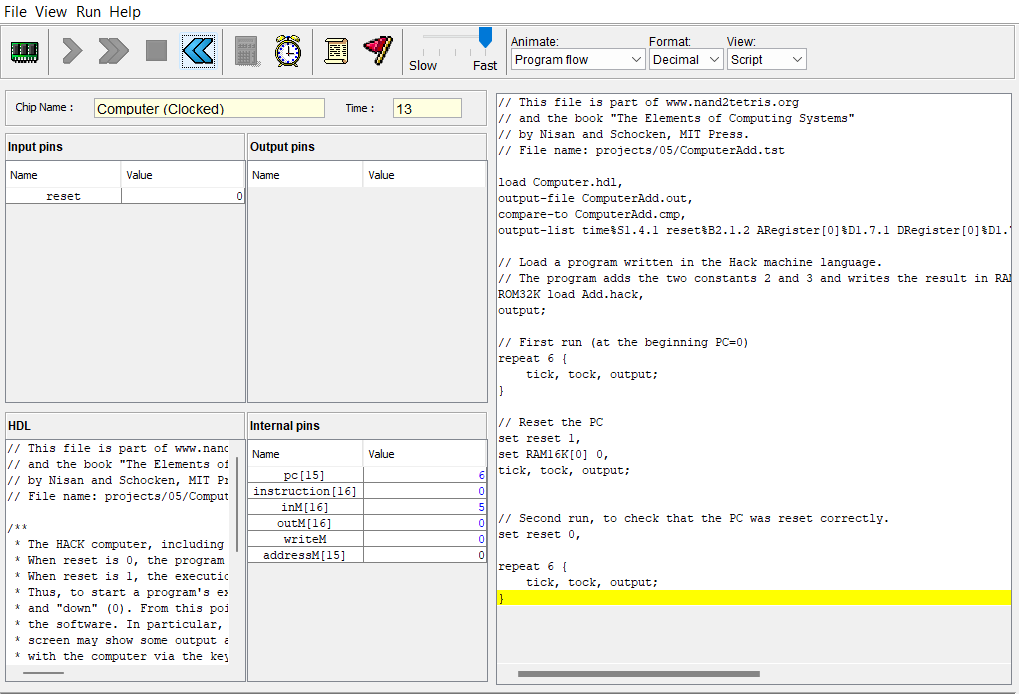 File View Run Help
Animate: Format: View:
Slow Fast Program flow Decimal Script
Chip Name : Computer (Clocked) Time : 13
Input pins
Name Value
reset 0
Output pins
Name Value
HDL
// This file is part of www.nand
// and the book "The Elements of
// by Nisan and Schocken, MIT Pr
// File name: projects/05/Comput
/**
* The HACK computer, including
* When reset is 0, the program
* When reset is 1, the executio
* Thus, to start a program's ex
* and "down" (0). From this poi
* the software. In particular,
* screen may show some output a
* with the computer via the key
Internal pins
Name Value
pc[15] 6
instruction[16] 0
inM[16] 5
outM[16] 0
writeM 0
addressM[15] 0
// This file is part of www.nand2tetris.org
// and the book "The Elements of Computing Systems"
// by Nisan and Schocken, MIT Press.
// File name: projects/05/ComputerAdd.tst
load Computer.hdl,
output-file ComputerAdd.out,
compare-to ComputerAdd.cmp,
output-list time%S1.4.1 reset%B2.1.2 ARegister[0]%D1.7.1 DRegister[0]%D1.
// Load a program written in the Hack machine language.
// The program adds the two constants 2 and 3 and writes the result in RA
ROM32K load Add.hack,
output;
// First run (at the beginning PC=0)
repeat 6 {
tick, tock, output;
}
// Reset the PC
set reset 1,
set RAM16K[0] 0,
tick, tock, output;
// Second run, to check that the PC was reset correctly.
set reset 0,
repeat 6 {
tick, tock, output;
}